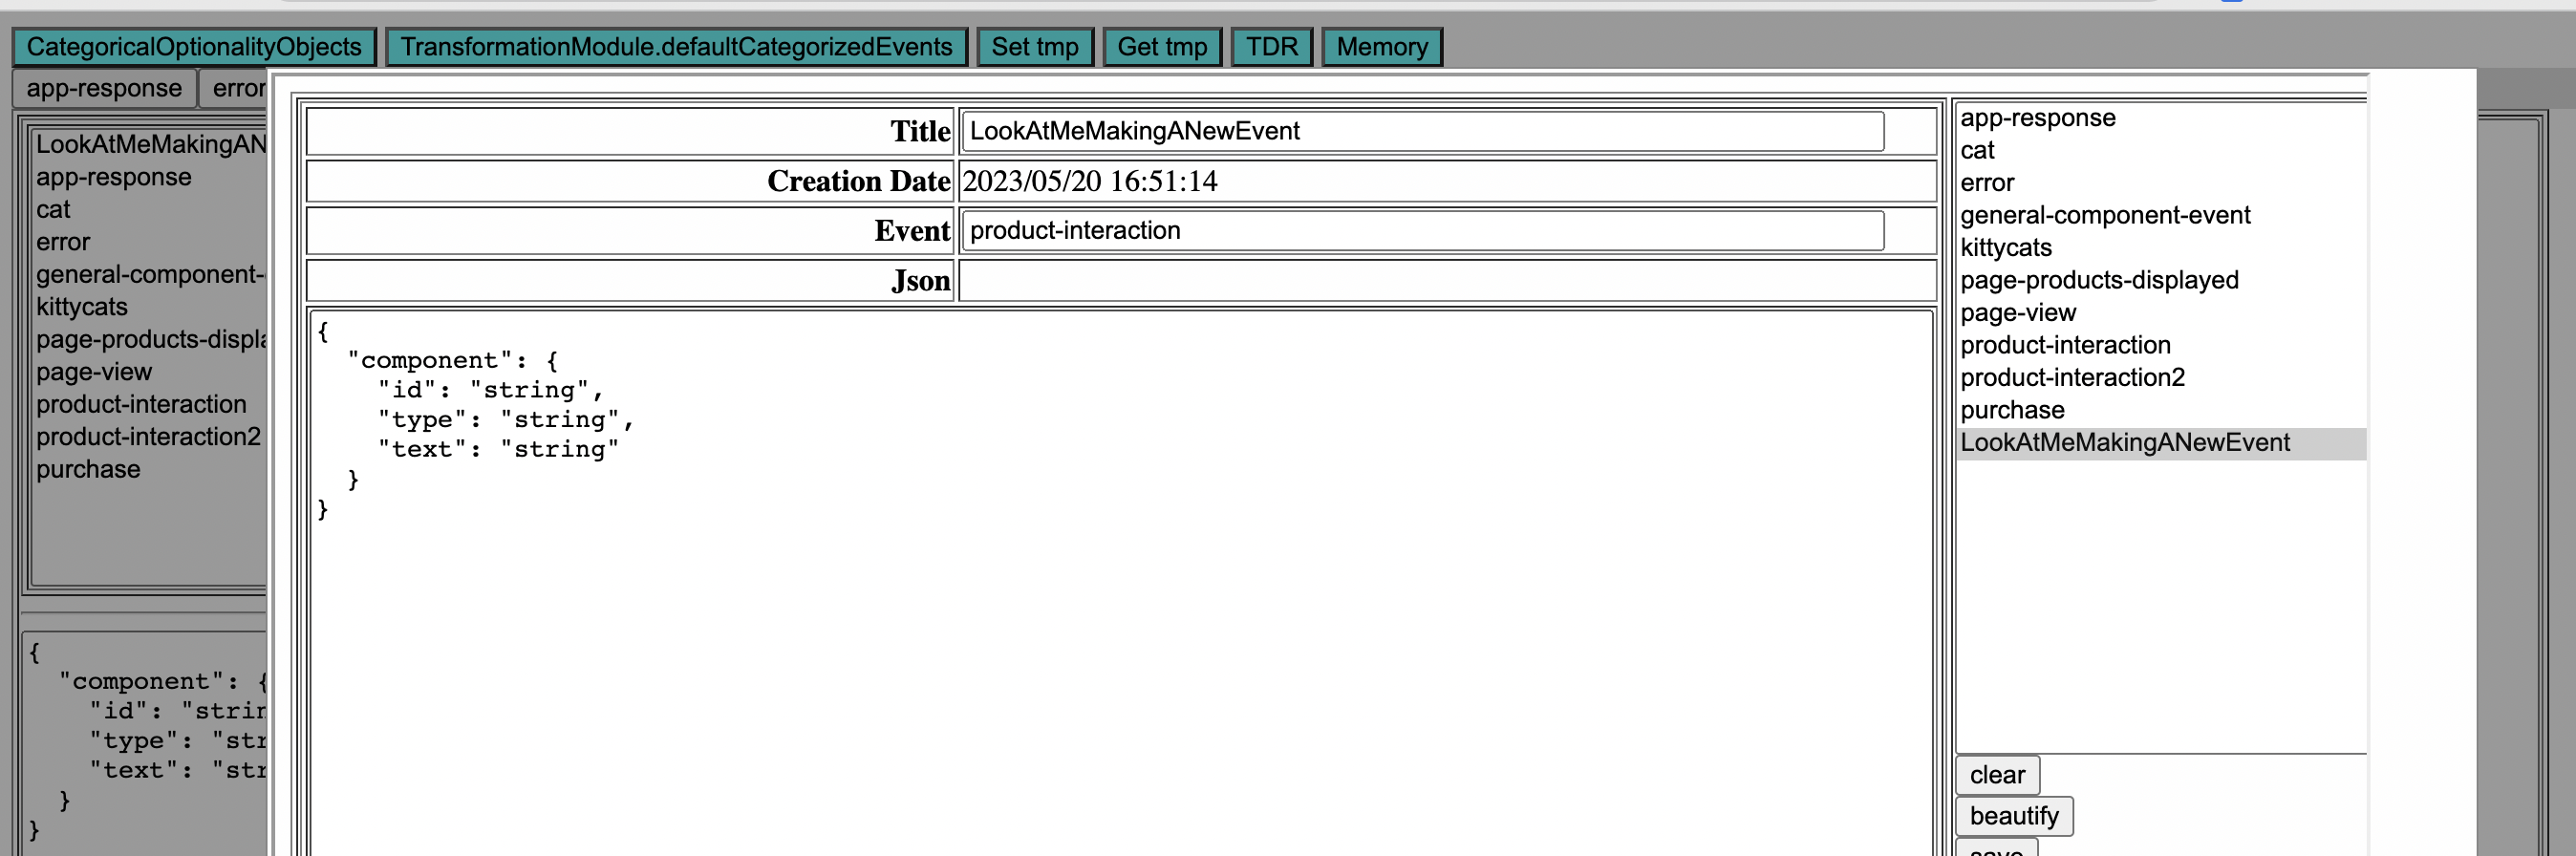 CategoricalOptionalityObjects TransformationModule.defaultCategorizedEvents Set tmp Get tmp TDR Memory
app-response error
LookAtMeMakingAN
app-response
cat
error
general-component-
kittycats
page-products-displa
page-view
product-interaction
product-interaction2
purchase
{
"component": {
"id": "strin
"type": "str
"text": "str
}
}
Title LookAtMeMakingANewEvent
Creation Date 2023/05/20 16:51:14
Event product-interaction
Json
{
"component": {
"id": "string",
"type": "string",
"text": "string"
}
}
app-response
cat
error
general-component-event
kittycats
page-products-displayed
page-view
product-interaction
product-interaction2
purchase
LookAtMeMakingANewEvent
clear
beautify
save